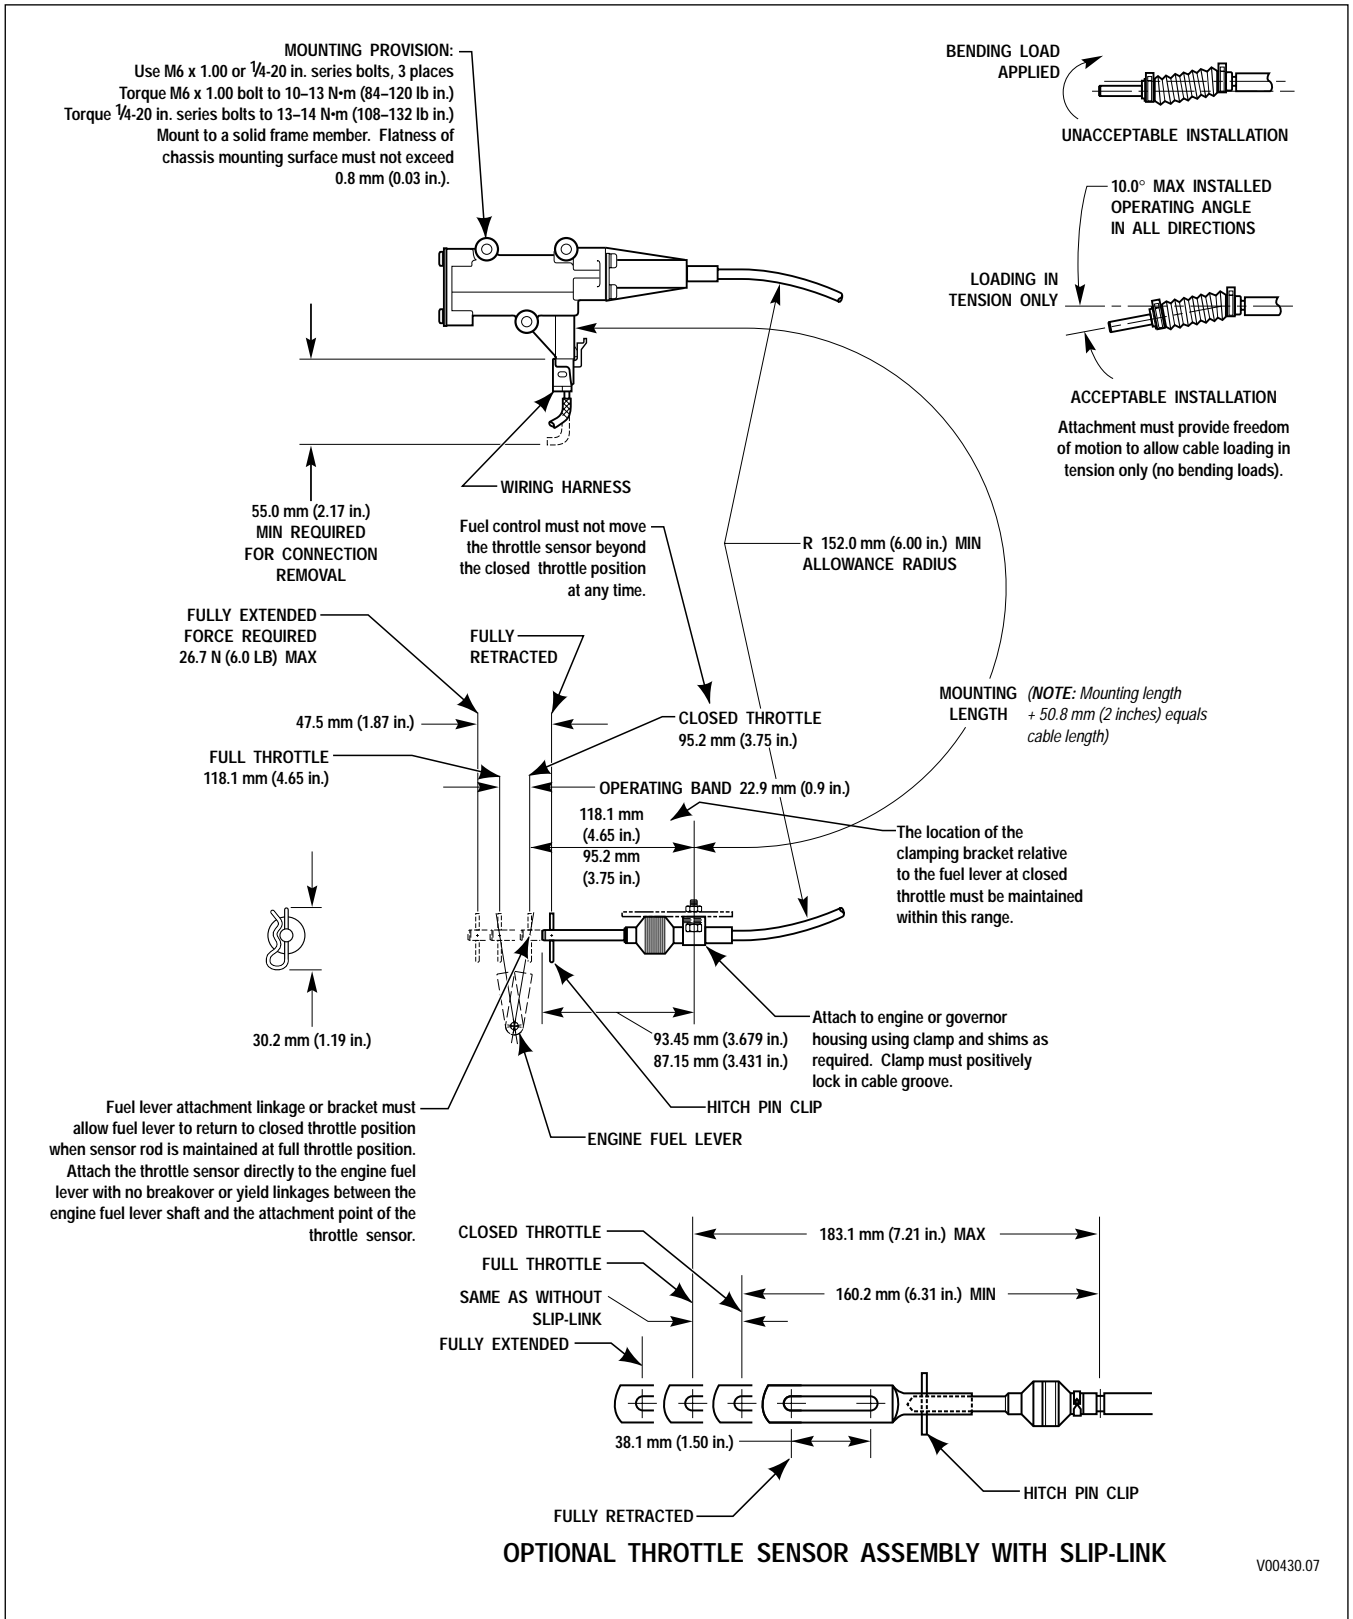 MOUNTING PROVISION:
Use M6 x 1.00 or 1/4-20 in. series bolts, 3 places
Torque M6 x 1.00 bolt to 10–13 N•m (84–120 lb in.)
Torque 1/4-20 in. series bolts to 13–14 N•m (108–132 lb in.)
Mount to a solid frame member. Flatness of
chassis mounting surface must not exceed
0.8 mm (0.03 in.).
BENDING LOAD
APPLIED
UNACCEPTABLE INSTALLATION
10.0° MAX INSTALLED
OPERATING ANGLE
IN ALL DIRECTIONS
LOADING IN
TENSION ONLY
ACCEPTABLE INSTALLATION
Attachment must provide freedom
of motion to allow cable loading in
tension only (no bending loads).
WIRING HARNESS
55.0 mm (2.17 in.)
MIN REQUIRED
FOR CONNECTION
REMOVAL
Fuel control must not move
the throttle sensor beyond
the closed throttle position
at any time.
R 152.0 mm (6.00 in.) MIN
ALLOWANCE RADIUS
FULLY EXTENDED
FORCE REQUIRED
26.7 N (6.0 LB) MAX
FULLY
RETRACTED
MOUNTING
LENGTH
(NOTE: Mounting length
+ 50.8 mm (2 inches) equals
cable length)
47.5 mm (1.87 in.)
CLOSED THROTTLE
95.2 mm (3.75 in.)
FULL THROTTLE
118.1 mm (4.65 in.)
OPERATING BAND 22.9 mm (0.9 in.)
118.1 mm
(4.65 in.)
95.2 mm
(3.75 in.)
The location of the
clamping bracket relative
to the fuel lever at closed
throttle must be maintained
within this range.
30.2 mm (1.19 in.)
93.45 mm (3.679 in.)
87.15 mm (3.431 in.)
Attach to engine or governor
housing using clamp and shims as
required. Clamp must positively
lock in cable groove.
HITCH PIN CLIP
ENGINE FUEL LEVER
Fuel lever attachment linkage or bracket must
allow fuel lever to return to closed throttle position
when sensor rod is maintained at full throttle position.
Attach the throttle sensor directly to the engine fuel
lever with no breakover or yield linkages between the
engine fuel lever shaft and the attachment point of the
throttle sensor.
CLOSED THROTTLE
183.1 mm (7.21 in.) MAX
FULL THROTTLE
160.2 mm (6.31 in.) MIN
SAME AS WITHOUT
SLIP-LINK
FULLY EXTENDED
38.1 mm (1.50 in.)
HITCH PIN CLIP
FULLY RETRACTED
OPTIONAL THROTTLE SENSOR ASSEMBLY WITH SLIP-LINK
V00430.07